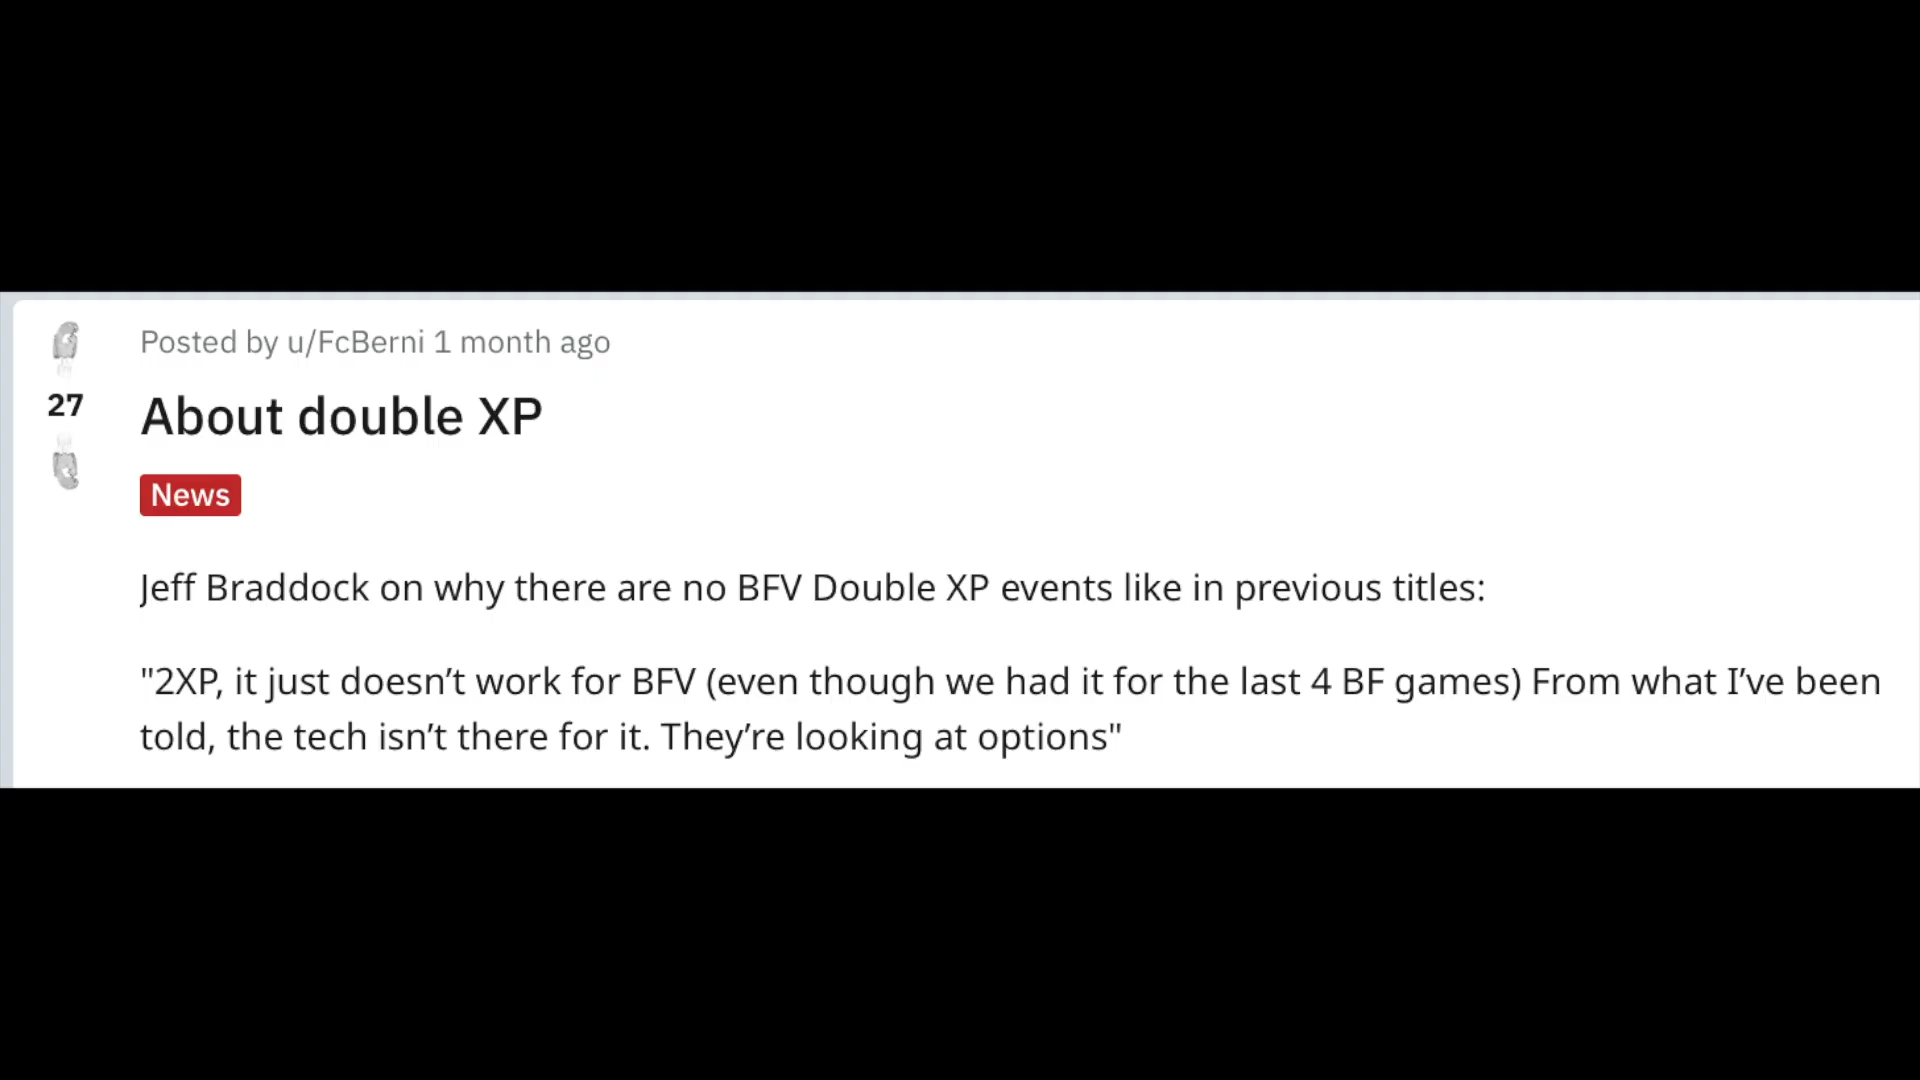 Posted by u/FcBerni 1 month ago
27
About double XP
News
Jeff Braddock on why there are no BFV Double XP events like in previous titles:
"2XP, it just doesn’t work for BFV (even though we had it for the last 4 BF games) From what I’ve been
told, the tech isn’t there for it. They’re looking at options"